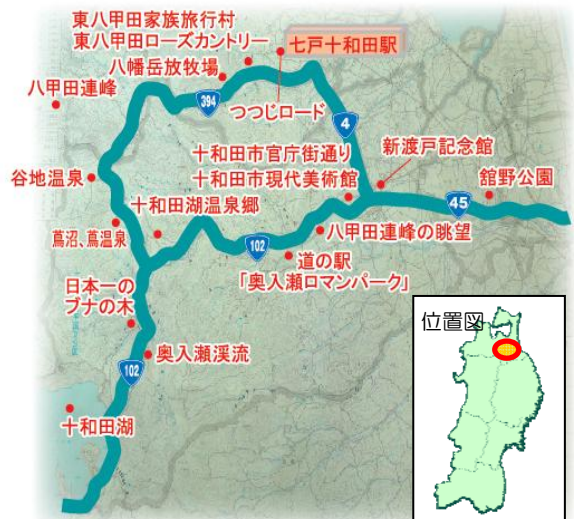 東八甲田家族旅行村
東八甲田ローズカントリー
七戸十和田駅
八幡岳放牧場
八甲田連峰
394
つつじロード
4
十和田市官庁街通り
新渡戸記念館
谷地温泉
十和田市現代美術館
舘野公園
十和田湖温泉郷
45
蔦沼、蔦温泉
八甲田連峰の眺望
102
道の駅
「奥入瀬ロマンパーク」
日本一の
ブナの木
位置図
奥入瀬渓流
102
十和田湖